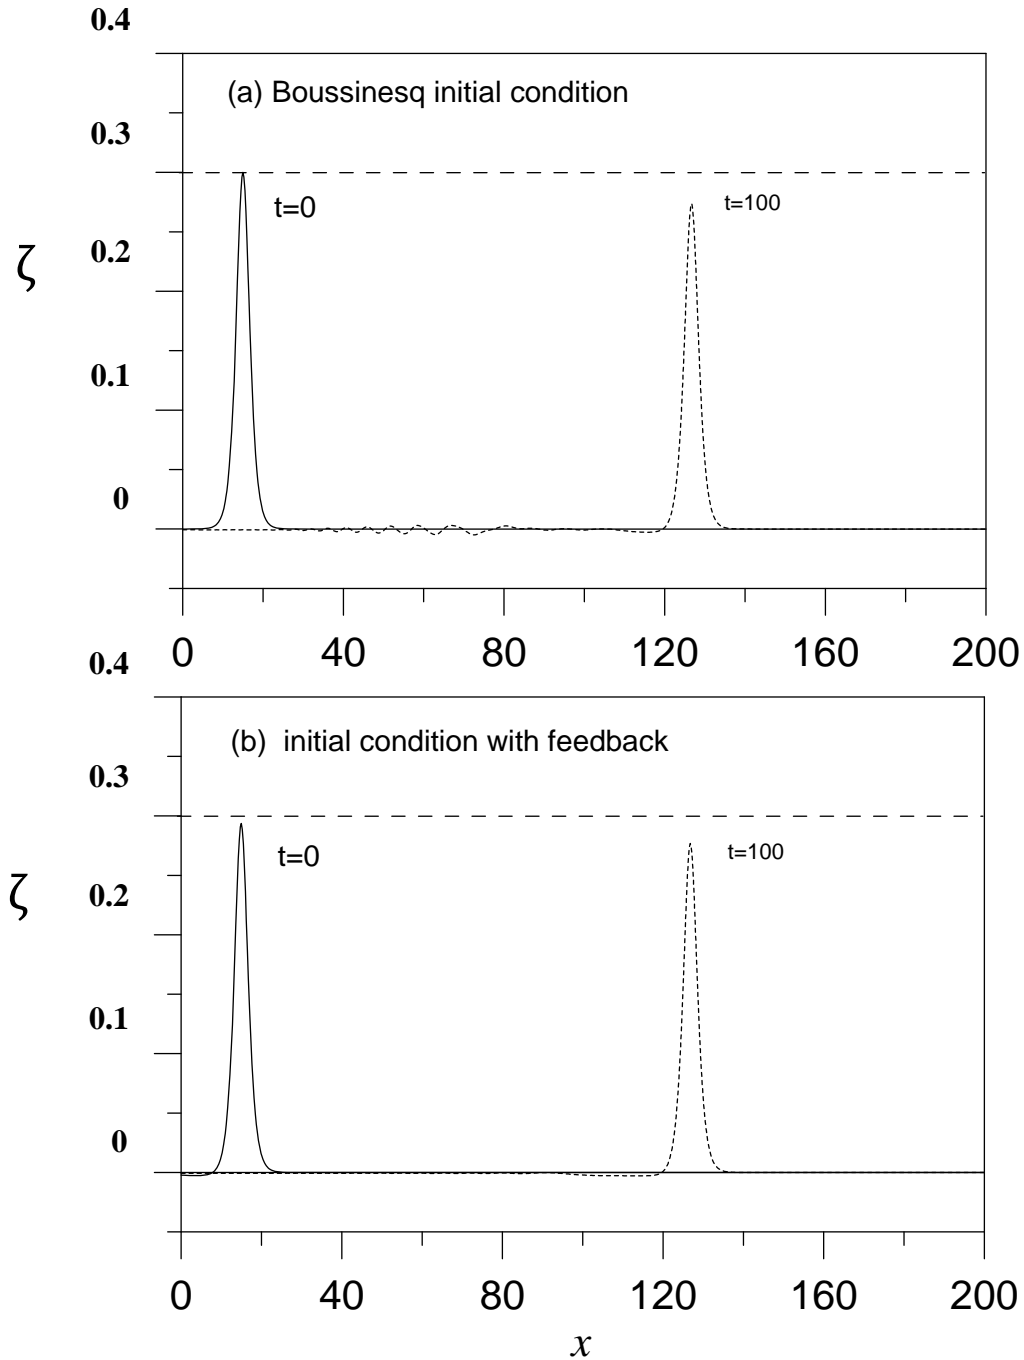 0.4
(a) Boussinesq initial condition
0.3
t=0
t=100
0.2
ζ
0.1
0
0 40 80 120 160 200
0.4
(b) initial condition with feedback
0.3
t=0
t=100
0.2
ζ
0.1
0
0 40 80 120 160 200
x